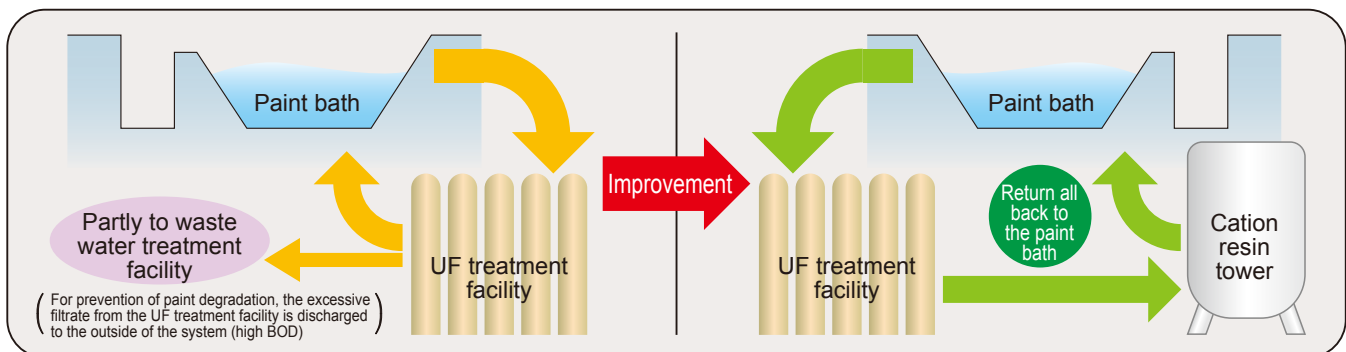 Paint bath
Partly to waste
water treatment
facility
UF treatment
facility
( For prevention of paint degradation, the excessive
filtrate from the UF treatment facility is discharged
to the outside of the system (high BOD) )
Improvement
Paint bath
UF treatment
facility
Return all
back to
the paint
bath
Cation
resin
tower